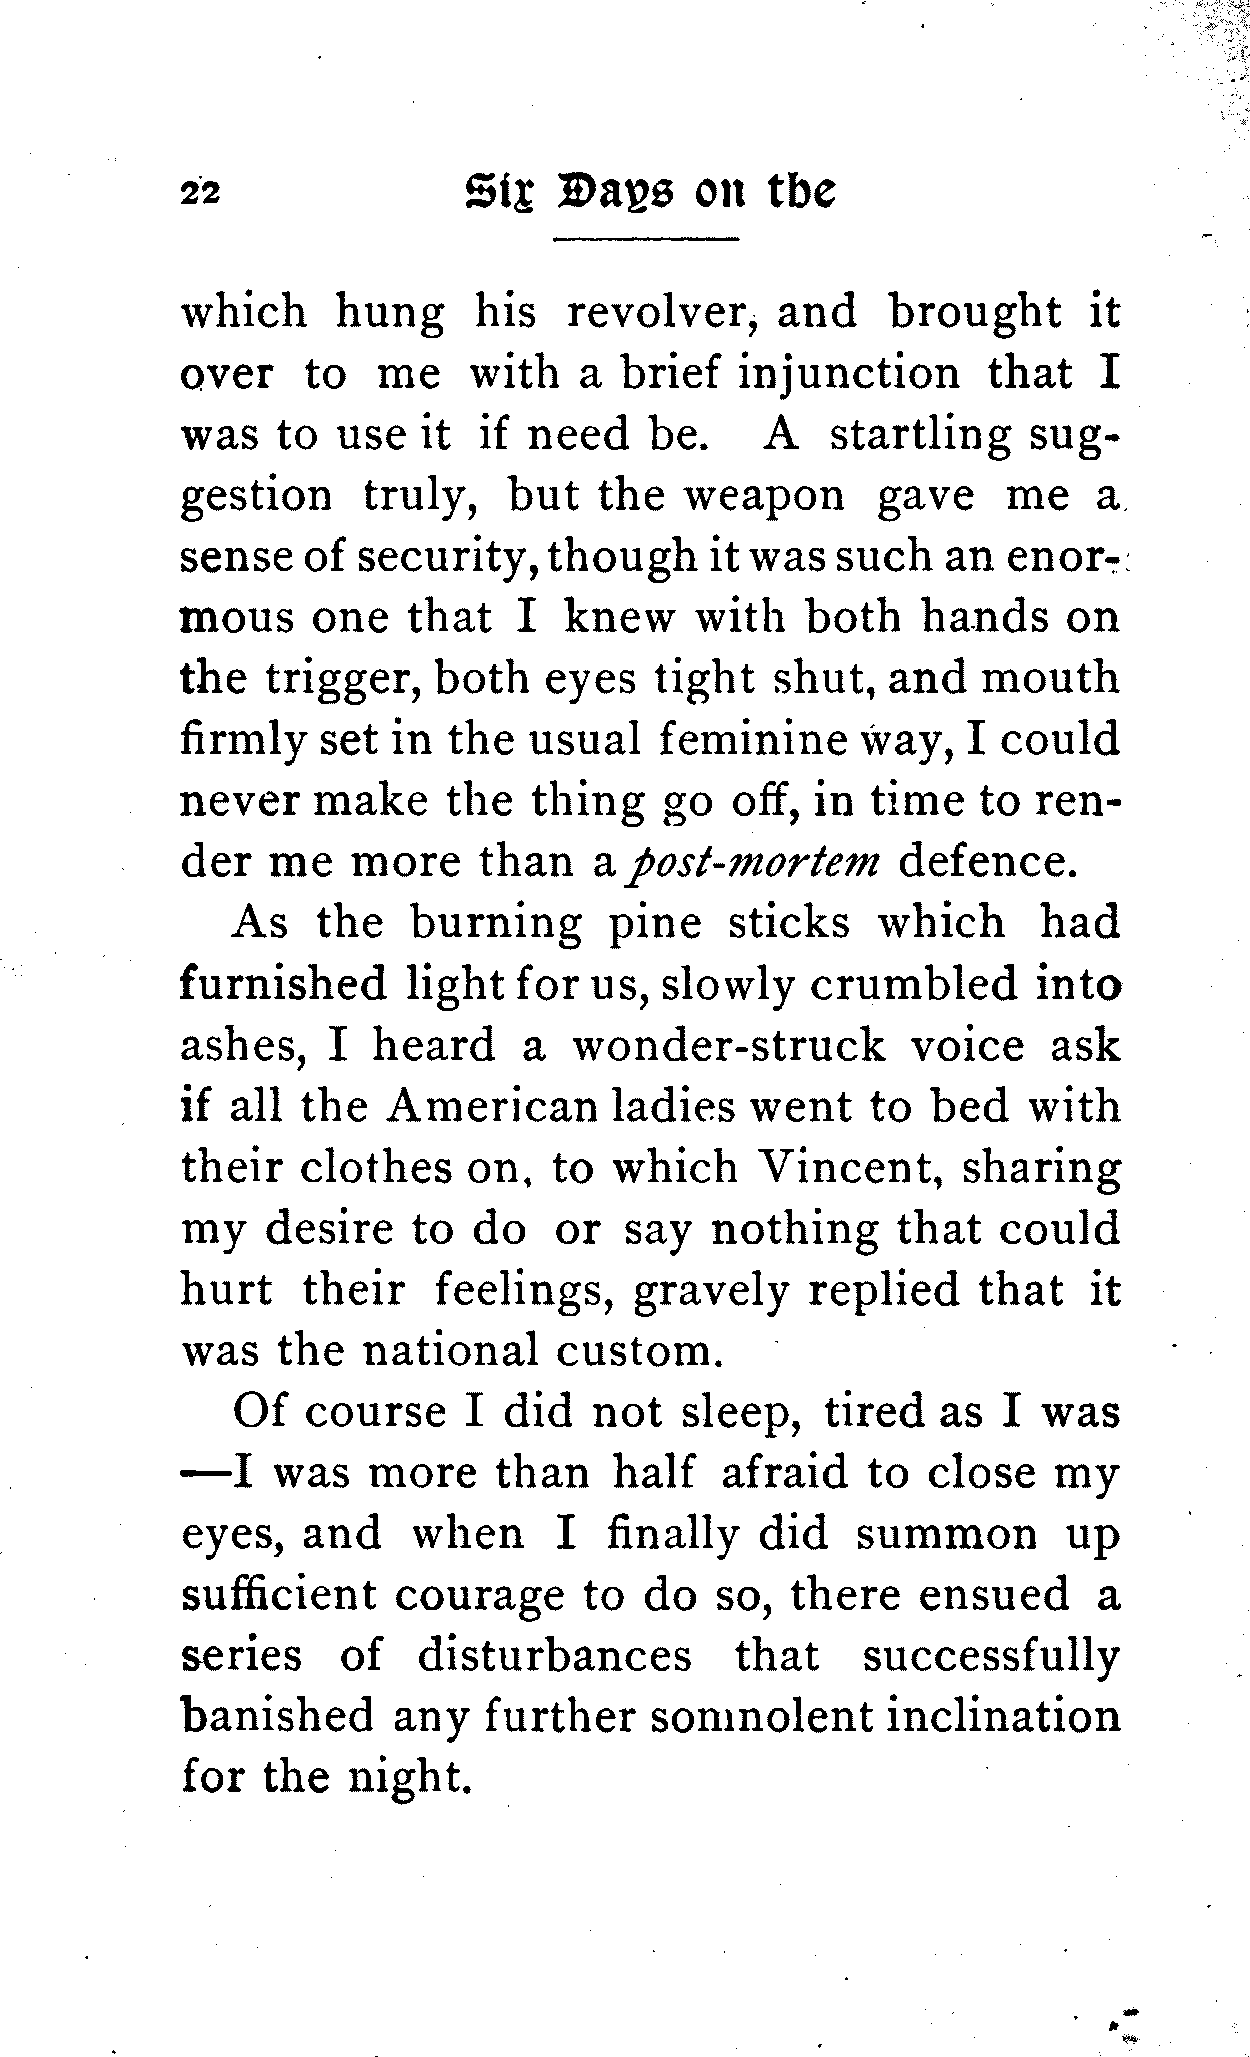 22 Six Days on the
which hung his revolver, and brought it
over to me with a brief injunction that I
was to use it if need be. A startling sug-
gestion truly, but the weapon gave me a
sense of security, though it was such an enor-
mous one that I knew with both hands on
the trigger, both eyes tight shut, and mouth
firmly set in the usual feminine way, I could
never make the thing go off, in time to ren-
der me more than a post-mortem defence.
As the burning pine sticks which had
furnished light for us, slowly crumbled into
ashes, I heard a wonder-struck voice ask
if all the American ladies went to bed with
their clothes on, to which Vincent, sharing
my desire to do or say nothing that could
hurt their feelings, gravely replied that it
was the national custom.
Of course I did not sleep, tired as I was
—I was more than half afraid to close my
eyes, and when I finally did summon up
sufficient courage to do so, there ensued a
series of disturbances that successfully
banished any further somnolent inclination
for the night.